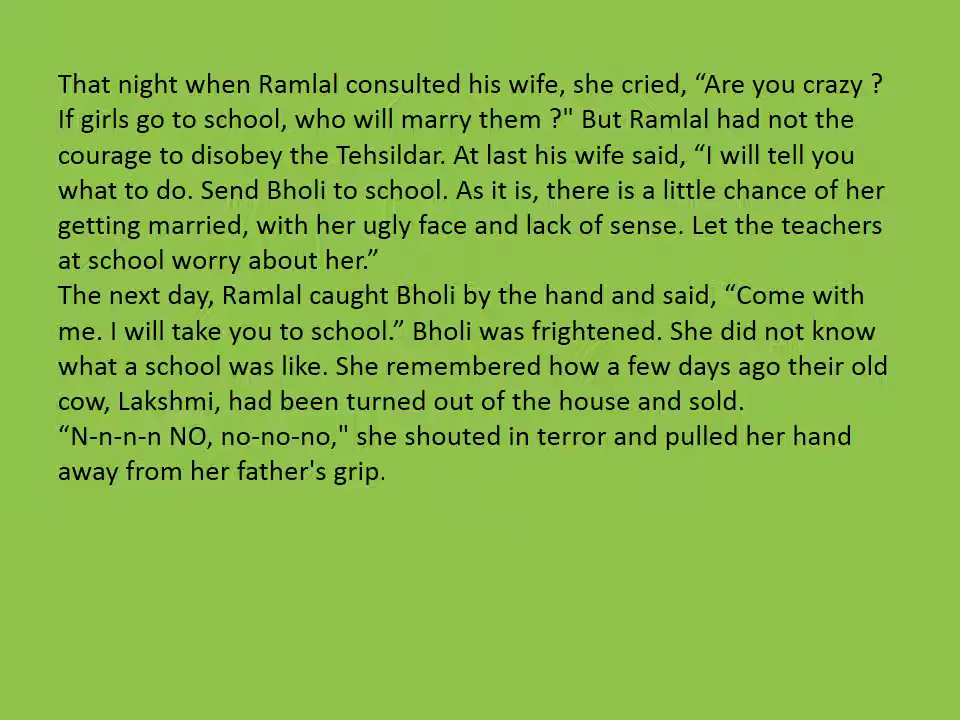 That night when Ramlal consulted his wife, she cried, “Are you crazy ?
If girls go to school, who will marry them ?" But Ramlal had not the
courage to disobey the Tehsildar. At last his wife said, “I will tell you
what to do. Send Bholi to school. As it is, there is a little chance of her
getting married, with her ugly face and lack of sense. Let the teachers
at school worry about her.”
The next day, Ramlal caught Bholi by the hand and said, “Come with
me. I will take you to school.” Bholi was frightened. She did not know
what a school was like. She remembered how a few days ago their old
cow, Lakshmi, had been turned out of the house and sold.
“N-n-n-n NO, no-no-no," she shouted in terror and pulled her hand
away from her father's grip.